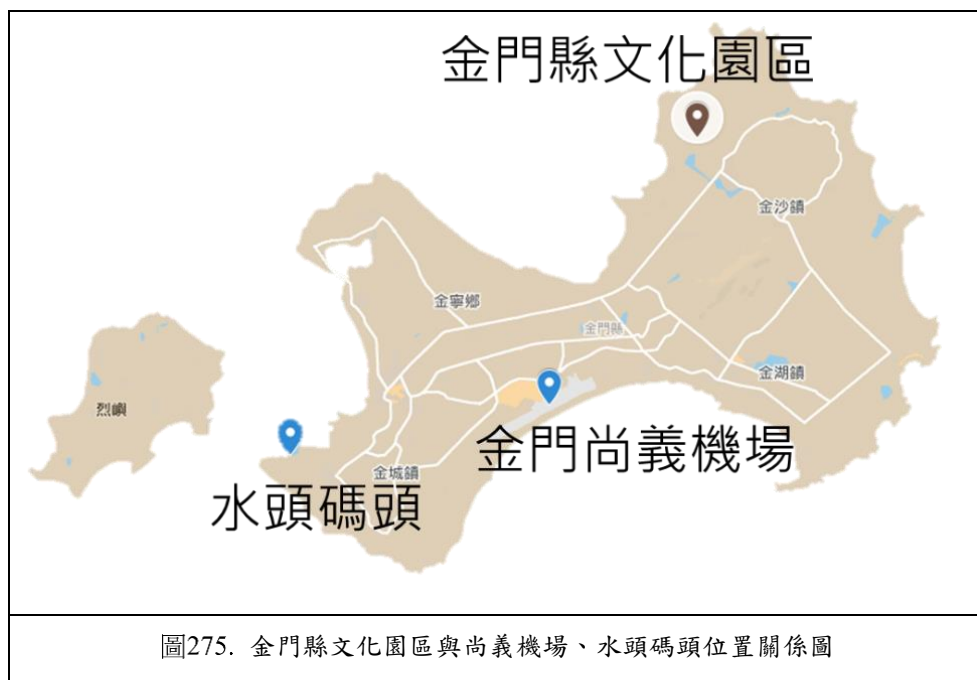 金門縣文化園區
金沙鎮
金寧鄉
金門縣
金湖鎮
烈嶼
金門尚義機場
金城鎮
水頭碼頭
圖275. 金門縣文化園區與尚義機場、水頭碼頭位置關係圖